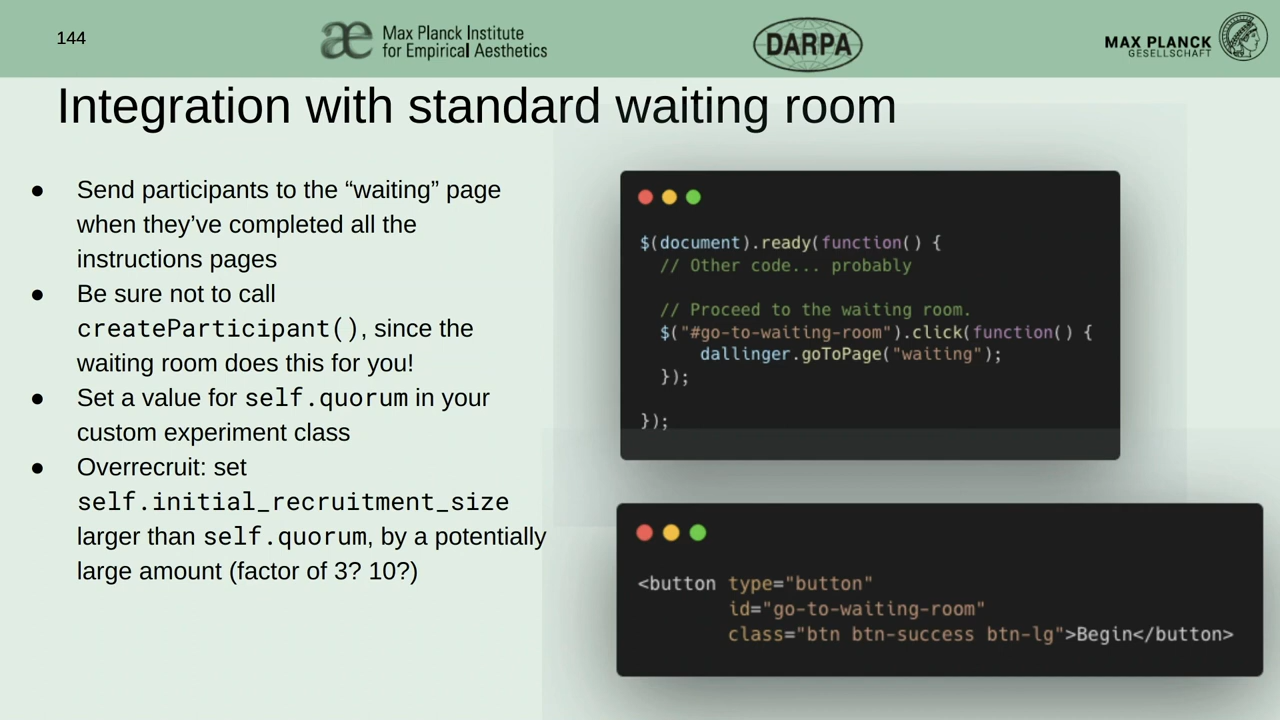 144
Max Planck Institute
for Empirical Aesthetics
DARPA
MAX PLANCK
GESELLSCHAFT
Integration with standard waiting room
● Send participants to the “waiting” page
when they’ve completed all the
instructions pages
● Be sure not to call
createParticipant(), since the
waiting room does this for you!
● Set a value for self.quorum in your
custom experiment class
● Overrecruit: set
self.initial_recruitment_size
larger than self.quorum, by a potentially
large amount (factor of 3? 10?)
$(document).ready(function() {
// Other code... probably
// Proceed to the waiting room.
$("#go-to-waiting-room").click(function() {
dallinger.goToPage("waiting");
});
});
<button type="button"
id="go-to-waiting-room"
class="btn btn-success btn-lg">Begin</button>